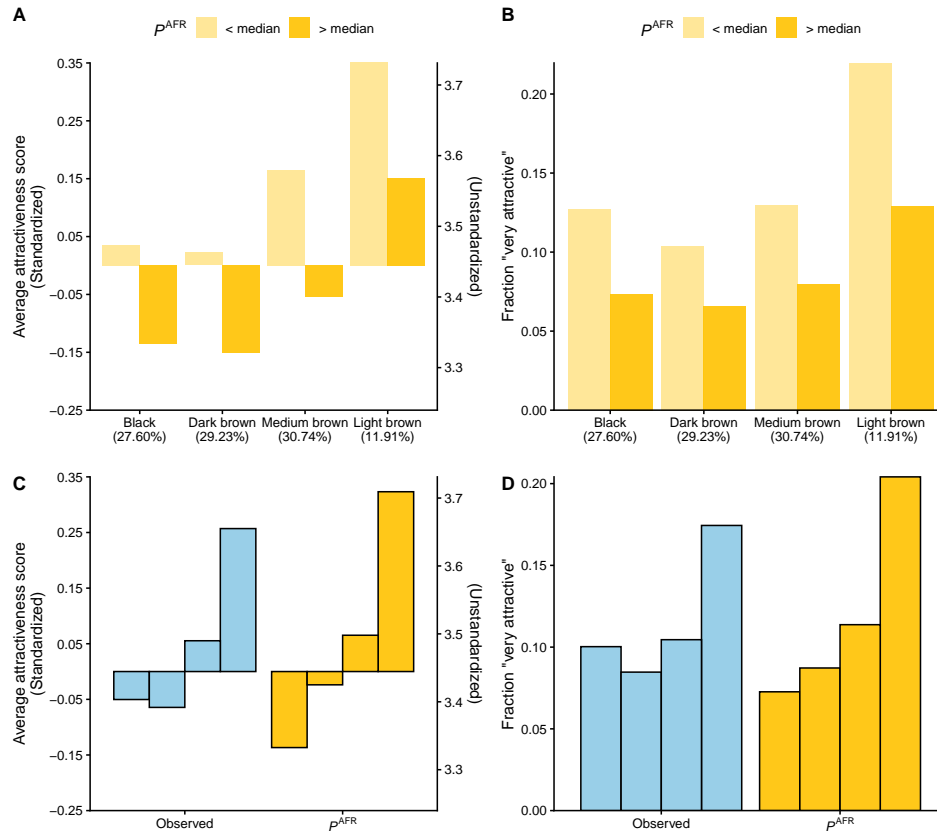 A
P^AFR < median > median
Average attractiveness score
(Standardized)
0.35
0.25
0.15
0.05
−0.05
−0.15
−0.25
3.7
3.6
3.5
3.4
3.3
(Unstandardized)
Black
(27.60%)
Dark brown
(29.23%)
Medium brown
(30.74%)
Light brown
(11.91%)
B
P^AFR < median > median
Fraction "very attractive"
0.20
0.15
0.10
0.05
0.00
Black
(27.60%)
Dark brown
(29.23%)
Medium brown
(30.74%)
Light brown
(11.91%)
C
Average attractiveness score
(Standardized)
0.35
0.25
0.15
0.05
−0.05
−0.15
−0.25
3.7
3.6
3.5
3.4
3.3
(Unstandardized)
Observed
P^AFR
D
Fraction "very attractive"
0.20
0.15
0.10
0.05
0.00
Observed
P^AFR